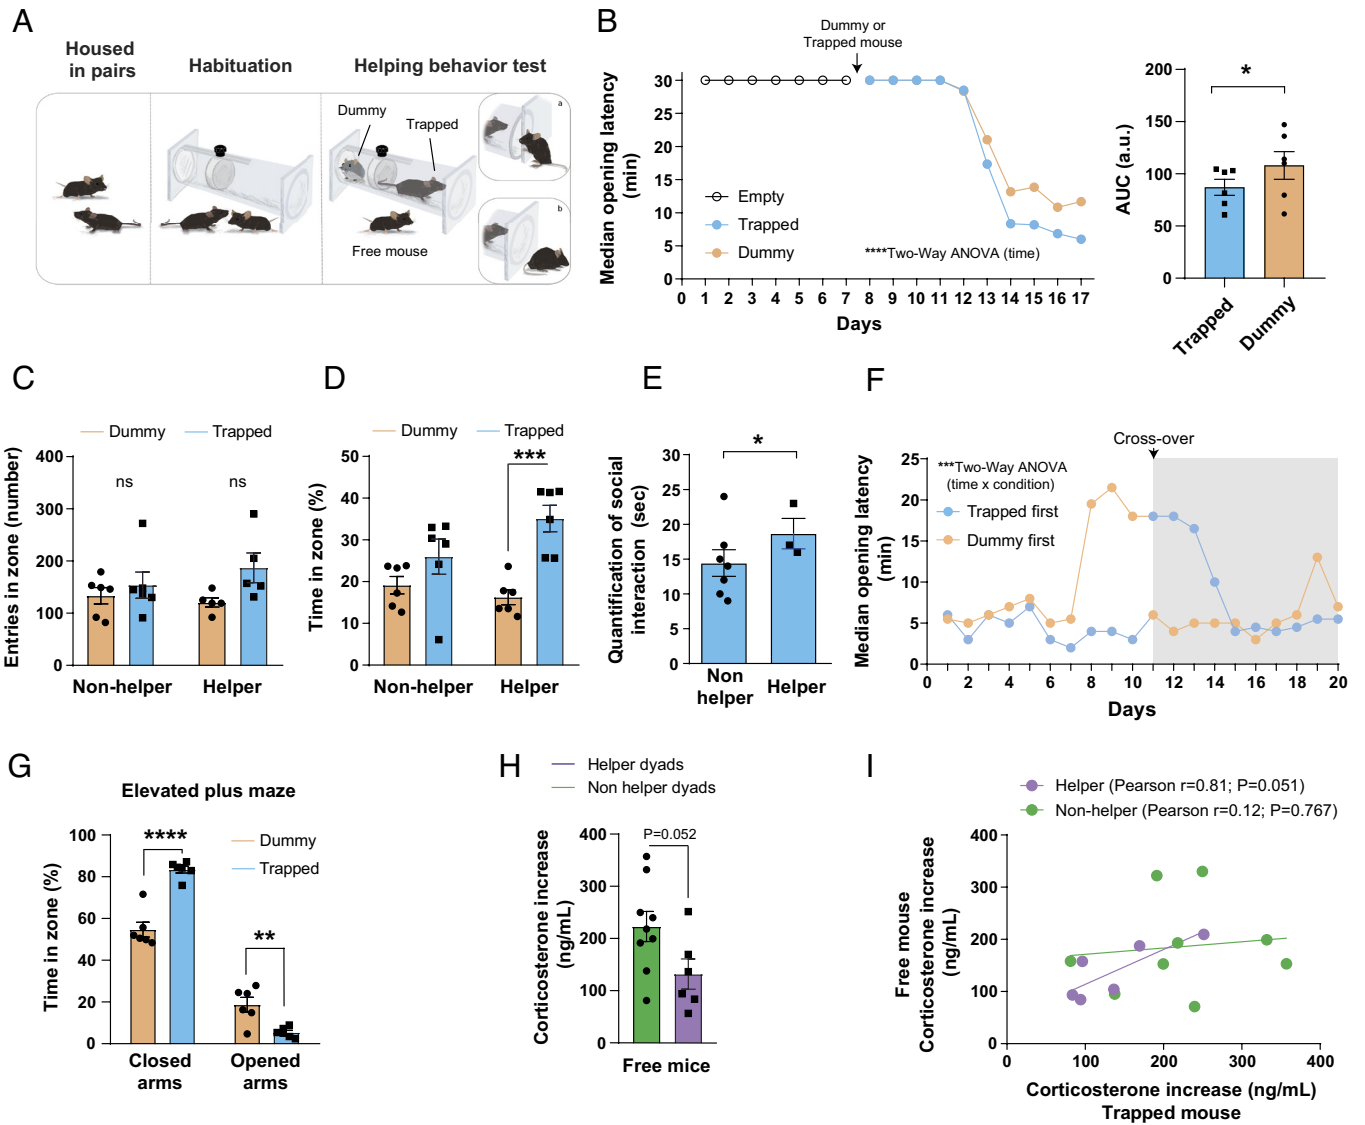 A
Housed
in pairs
Habituation
Helping behavior test
Dummy
Trapped
Free mouse
a
b
B
Dummy or
Trapped mouse
Median opening latency
(min)
30
25
20
15
10
5
0
Empty
Trapped
Dummy
****Two-Way ANOVA (time)
0 1 2 3 4 5 6 7 8 9 10 11 12 13 14 15 16 17
Days
AUC (a.u.)
200
150
100
50
0
*
Trapped
Dummy
C
Dummy
Trapped
Entries in zone (number)
400
300
200
100
0
ns
ns
Non-helper
Helper
D
Dummy
Trapped
Time in zone (%)
50
40
30
20
10
0
***
Non-helper
Helper
E
Quantification of social
interaction (sec)
30
25
20
15
10
5
0
*
Non
helper
Helper
F
Cross-over
Median opening latency
(min)
25
20
15
10
5
0
***Two-Way ANOVA
(time x condition)
Trapped first
Dummy first
0 2 4 6 8 10 12 14 16 18 20
Days
G
Elevated plus maze
Time in zone (%)
100
80
60
40
20
0
****
**
Dummy
Trapped
Closed
arms
Opened
arms
H
Helper dyads
Non helper dyads
Corticosterone increase
(ng/mL)
400
300
200
100
0
P=0.052
Free mice
I
Helper (Pearson r=0.81; P=0.051)
Non-helper (Pearson r=0.12; P=0.767)
Free mouse
Corticosterone increase
(ng/mL)
400
300
200
100
0
0 100 200 300 400
Corticosterone increase (ng/mL)
Trapped mouse